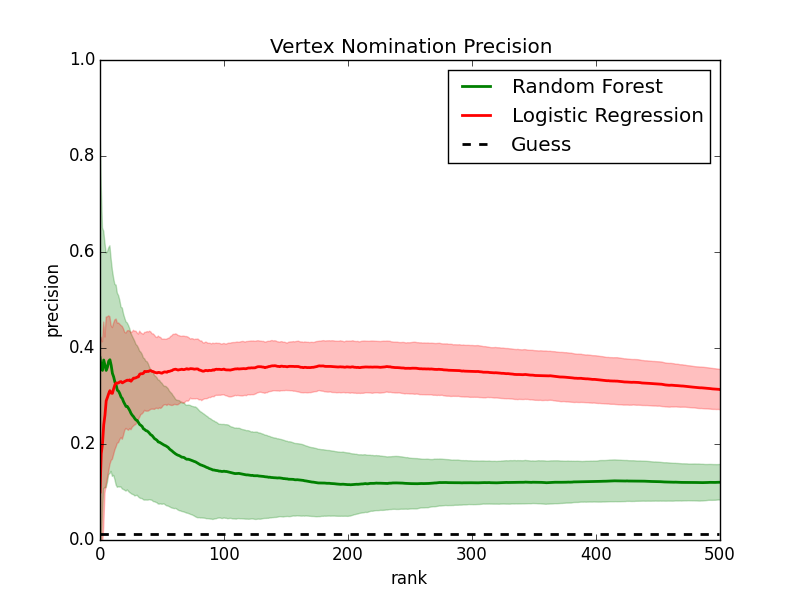 Vertex Nomination Precision
1.0
0.8
0.6
0.4
0.2
0.0
precision
Random Forest
Logistic Regression
Guess
0
100
200
300
400
500
rank